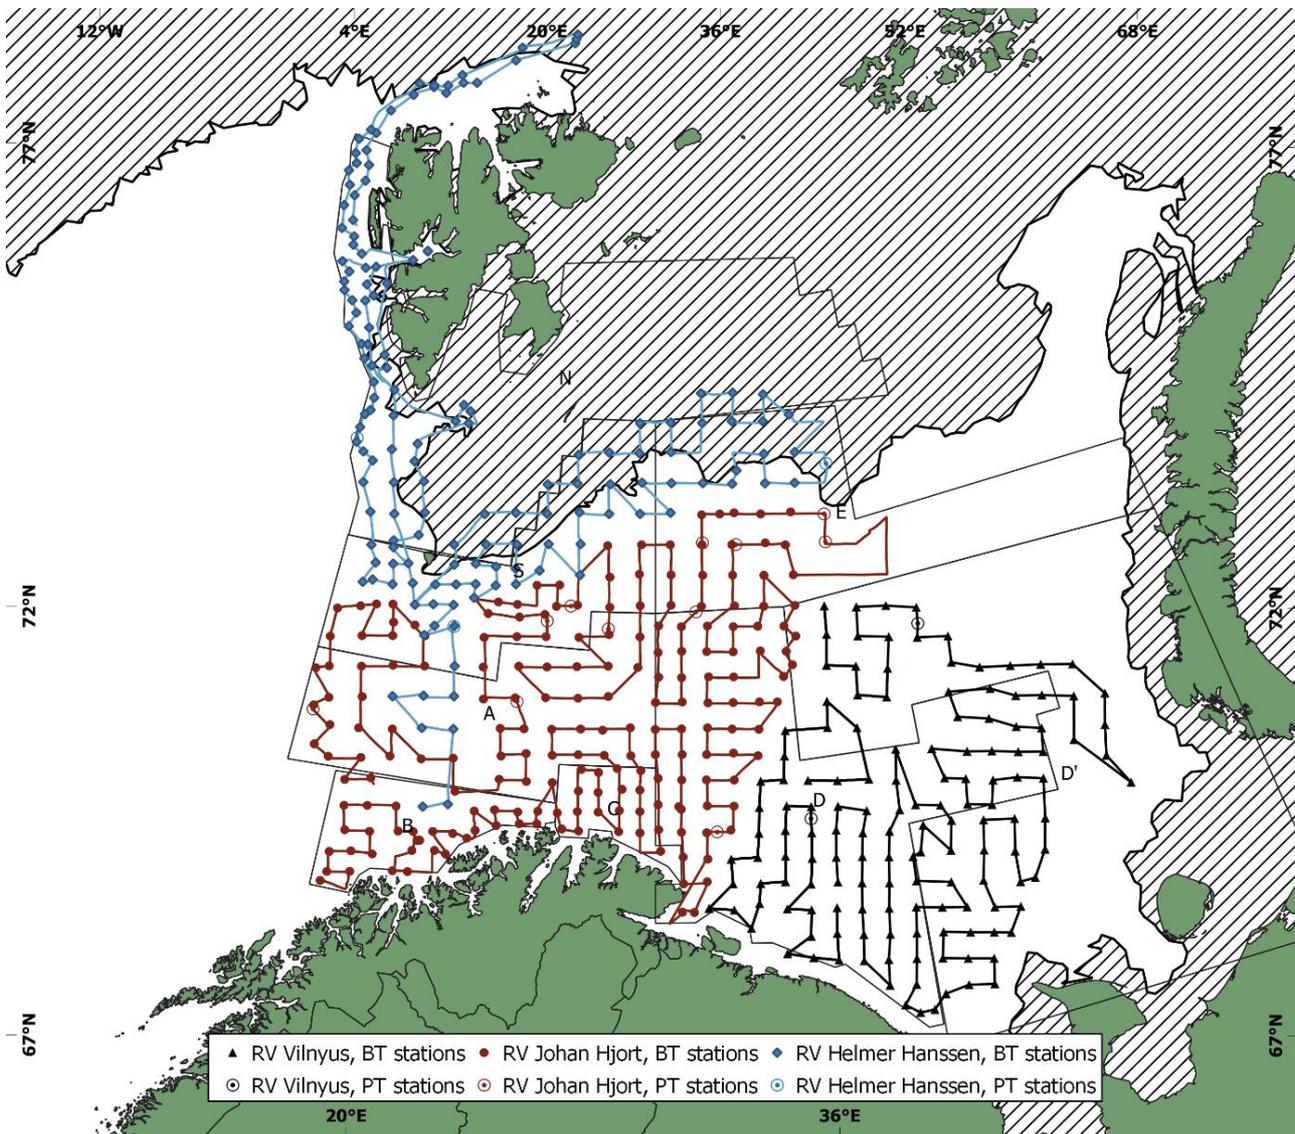 12°W 4°E 20°E 36°E 52°E 68°E
77°N 77°N
N
E
S
72°N 72°N
A
D'
D
C
B
67°N 67°N
RV Vilnyus, BT stations RV Johan Hjort, BT stations RV Helmer Hanssen, BT stations
RV Vilnyus, PT stations RV Johan Hjort, PT stations RV Helmer Hanssen, PT stations
20°E 36°E